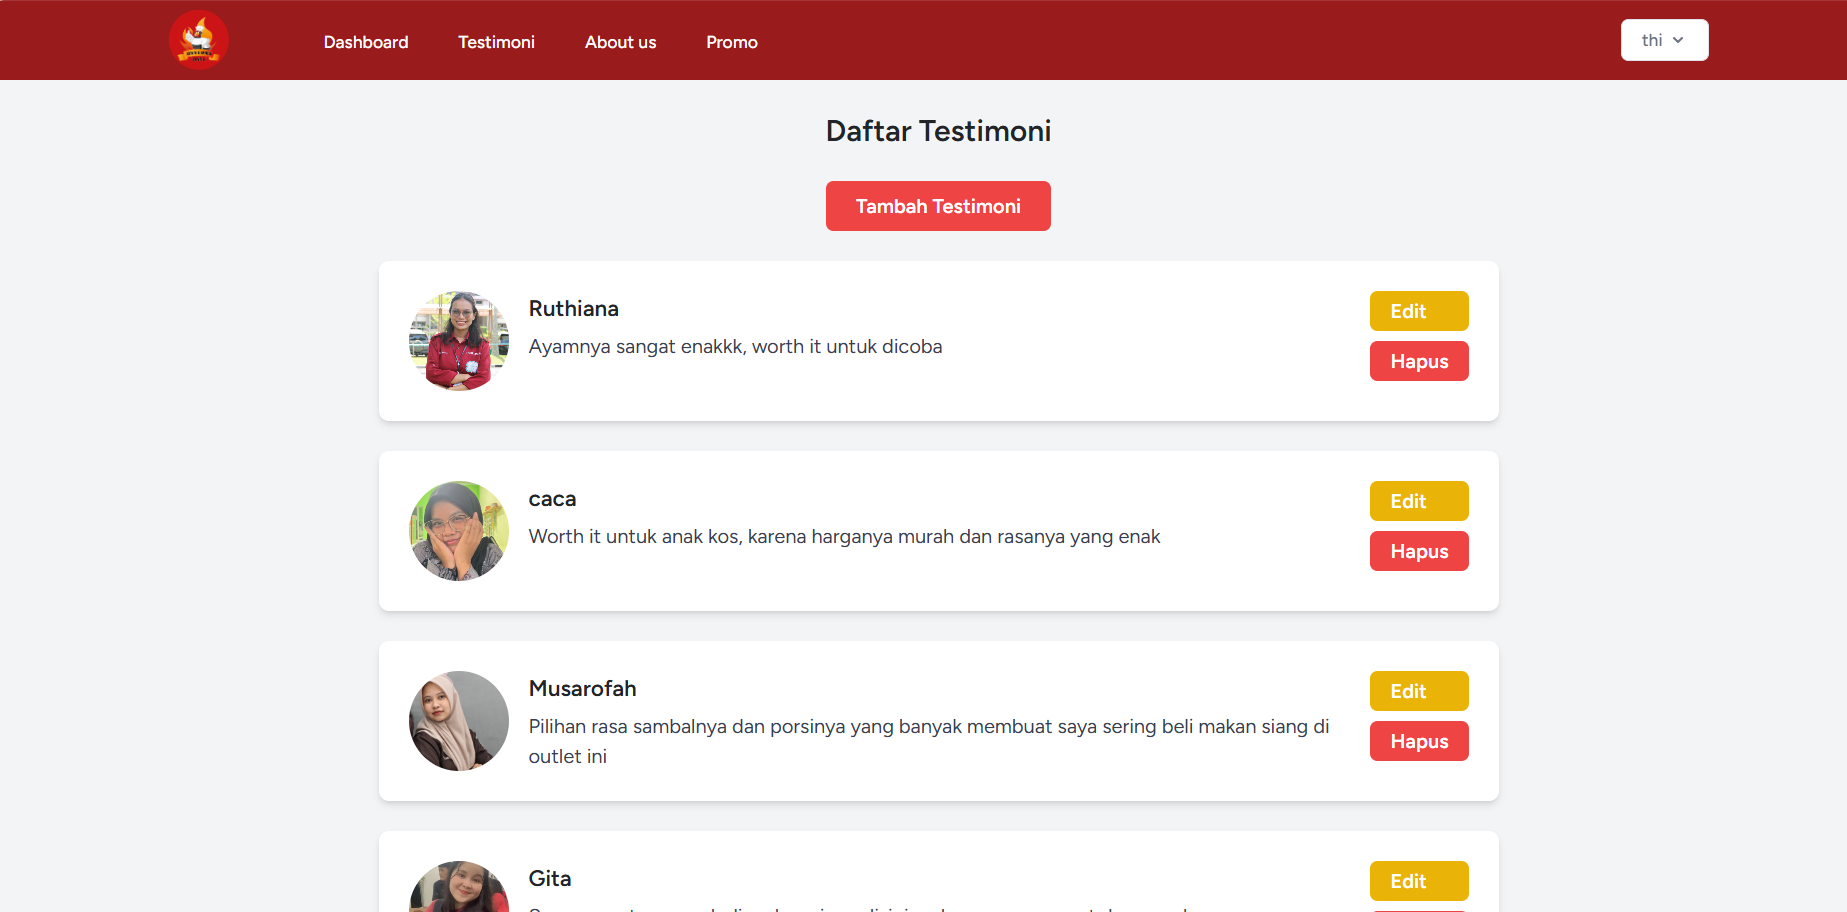 Dashboard
Testimoni
About us
Promo
thi
Daftar Testimoni
Tambah Testimoni
Ruthiana
Ayamnya sangat enakkk, worth it untuk dicoba
Edit
Hapus
caca
Worth it untuk anak kos, karena harganya murah dan rasanya yang enak
Edit
Hapus
Musarofah
Pilihan rasa sambalnya dan porsinya yang banyak membuat saya sering beli makan siang di
outlet ini
Edit
Hapus
Gita
Edit